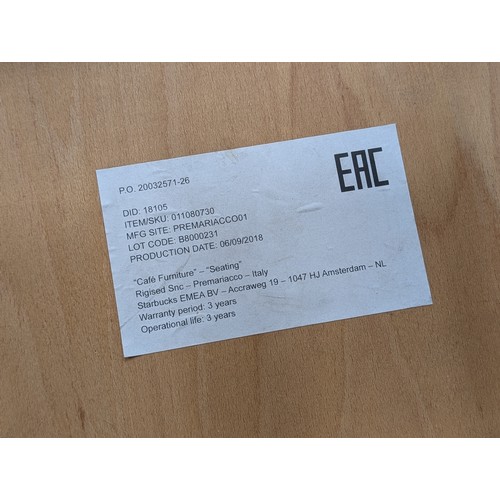 P.O. 20032571-26
EAC
DID: 18105
ITEM/SKU: 011080730
MFG SITE: PREMARIACCO01
LOT CODE: B8000231
PRODUCTION DATE: 06/09/2018
"Café Furniture" – "Seating"
Rigised Snc – Premariacco – Italy
Starbucks EMEA BV – Accraweg 19 – 1047 HJ Amsterdam – NL
Warranty period: 3 years
Operational life: 3 years